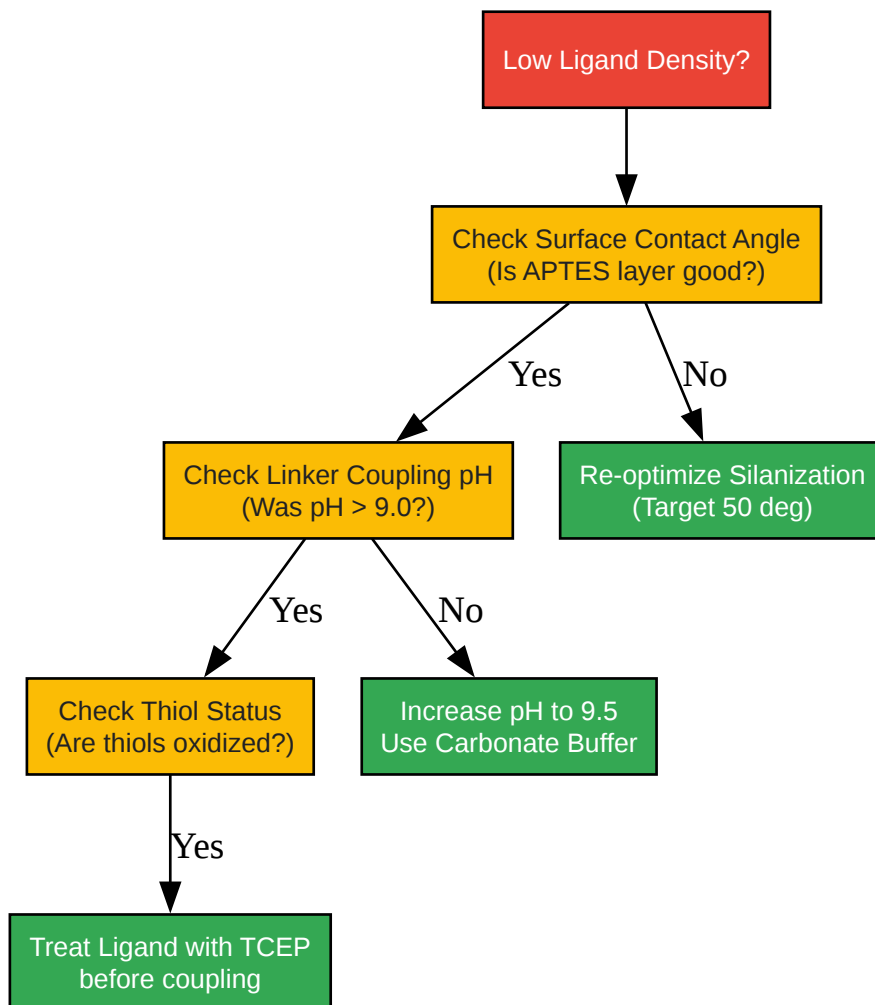 Low Ligand Density?
Check Surface Contact Angle
(Is APTES layer good?)
Yes
No
Check Linker Coupling pH
(Was pH > 9.0?)
Re-optimize Silanization
(Target 50 deg)
Yes
No
Check Thiol Status
(Are thiols oxidized?)
Increase pH to 9.5
Use Carbonate Buffer
Yes
Treat Ligand with TCEP
before coupling